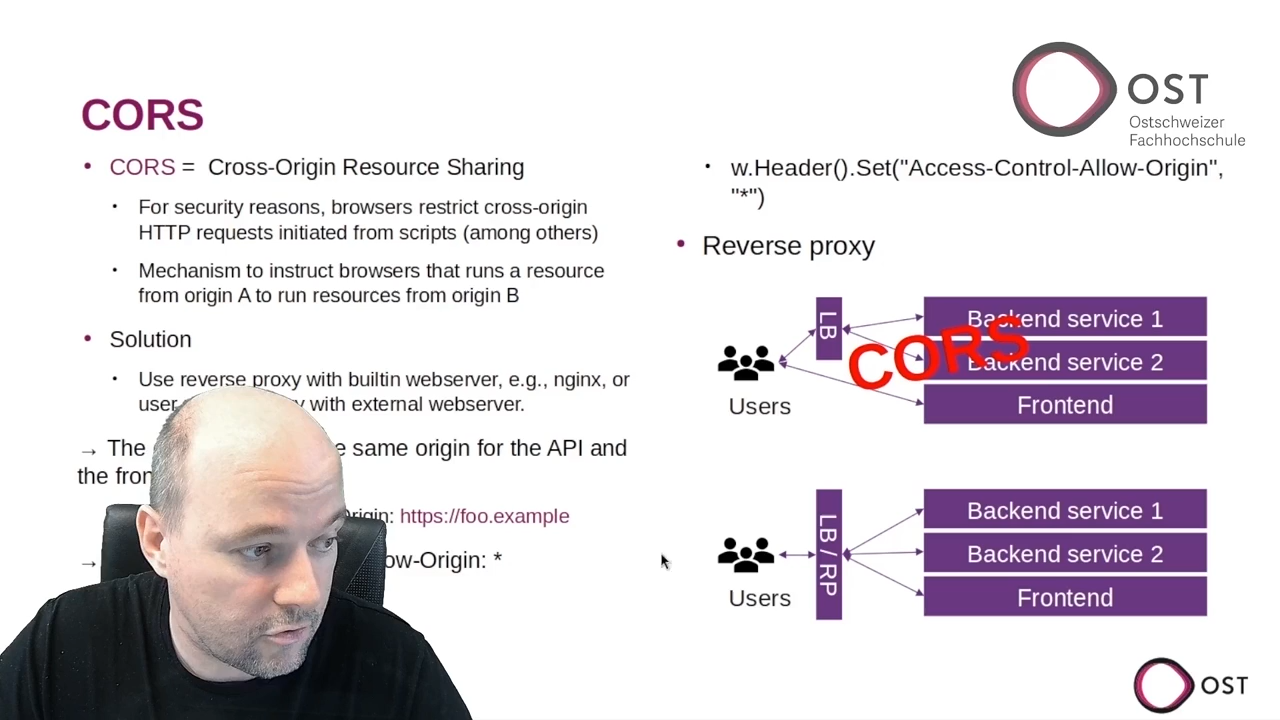 CORS
CORS = Cross-Origin Resource Sharing
For security reasons, browsers restrict cross-origin
HTTP requests initiated from scripts (among others)
Mechanism to instruct browsers that runs a resource
from origin A to run resources from origin B
Solution
Use reverse proxy with builtin webserver, e.g., nginx, or
user with external webserver.
→ The same origin for the API and
the
https://foo.example
→ *
w.Header().Set("Access-Control-Allow-Origin",
"*")
Reverse proxy
LB
Backend service 1
Backend service 2
Frontend
CORS
Users
LB / RP
Backend service 1
Backend service 2
Frontend
Users
OST
Ostschweizer
Fachhochschule
OST